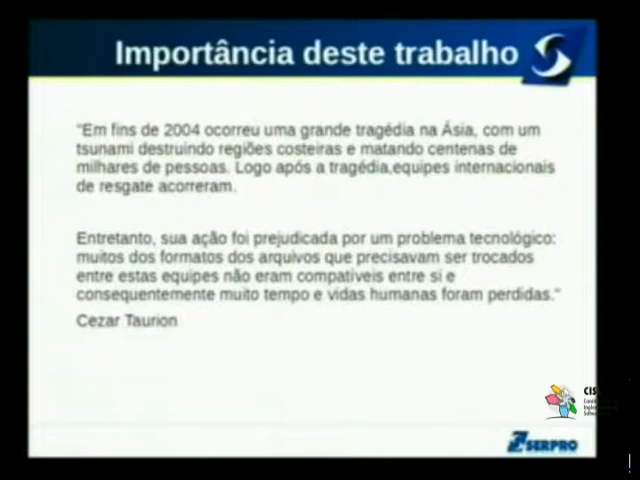 Importância deste trabalho
"Em fins de 2004 ocorreu uma grande tragédia na Ásia, com um
tsunami destruindo regiões costeiras e matando centenas de
milhares de pessoas. Logo após a tragédia,equipes internacionais
de resgate acorreram.
Entretanto, sua ação foi prejudicada por um problema tecnológico:
muitos dos formatos dos arquivos que precisavam ser trocados
entre estas equipes não eram compatíveis entre si e
consequentemente muito tempo e vidas humanas foram perdidas."
Cezar Taurion
CIS
SERPRO